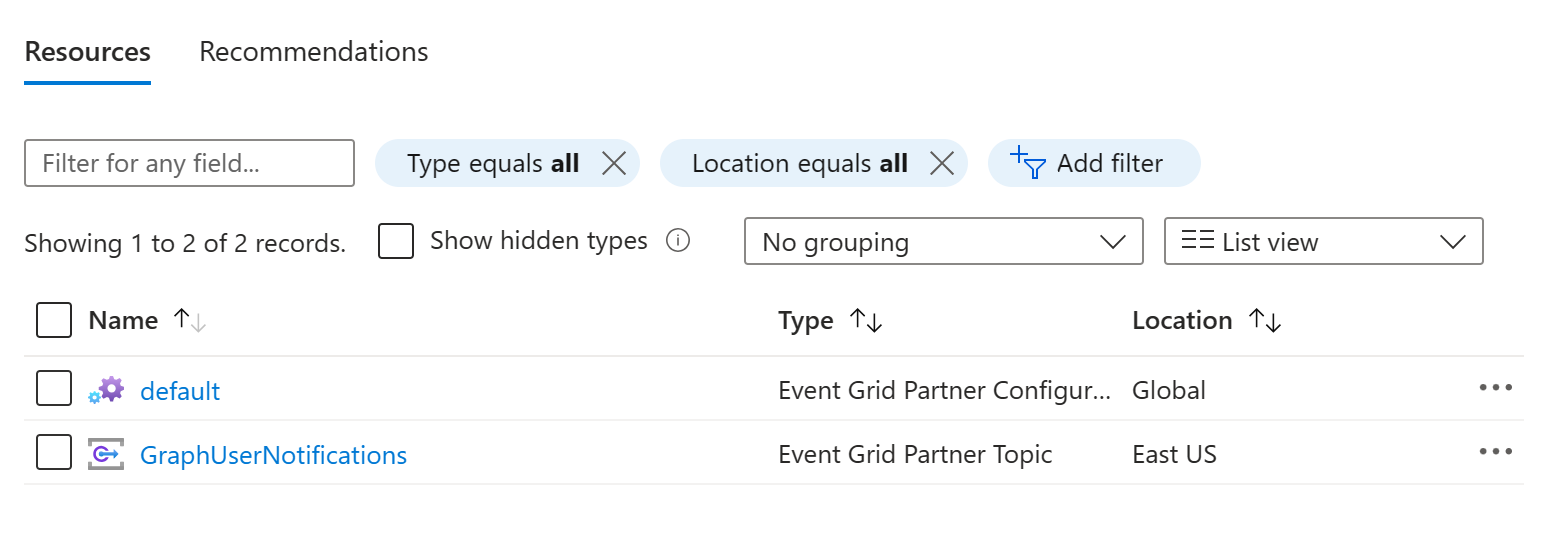 Resources Recommendations
Filter for any field... Type equals all Location equals all Add filter
Showing 1 to 2 of 2 records. Show hidden types No grouping List view
Name Type Location
default Event Grid Partner Configur... Global
GraphUserNotifications Event Grid Partner Topic East US